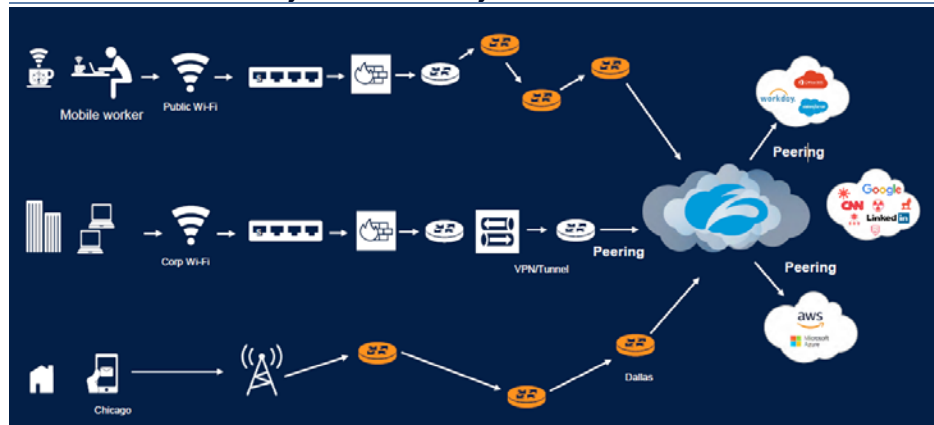 Mobile worker
Public Wi-Fi
workday.
Peering
Google
CNN
Linked in
Corp Wi-Fi
VPN/Tunnel
Peering
Peering
aws
Microsoft
Azure
Dallas
Chicago